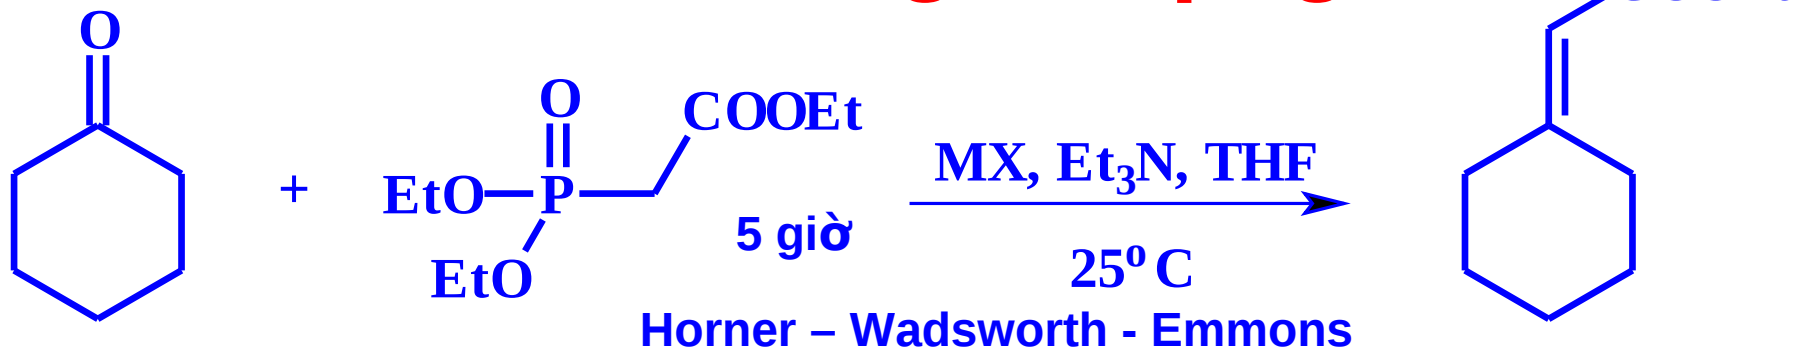 O
O
COOEt
MX, Et₃N, THF
EtO P
+
5 giờ
25º C
EtO
Horner – Wadsworth - Emmons